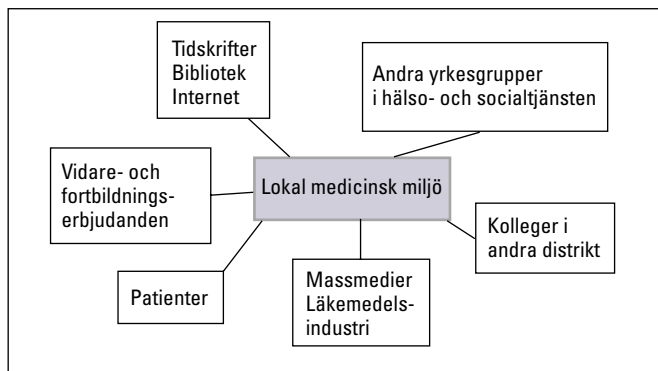 Tidskrifter
Bibliotek
Internet
Andra yrkesgrupper
i hälso- och socialtjänsten
Vidare- och
fortbildnings-
erbjudanden
Lokal medicinsk miljö
Kolleger i
andra distrikt
Patienter
Massmedier
Läkemedels-
industri